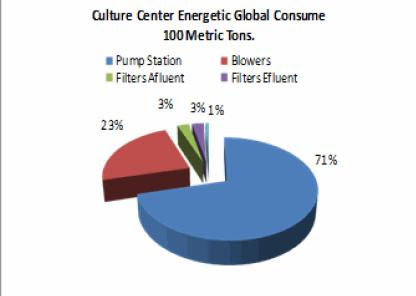 Culture Center Energetic Global Consume
100 Metric Tons.
Pump Station Blowers
Filters Afluent Filters Efluent
3% 3% 1%
23%
71%